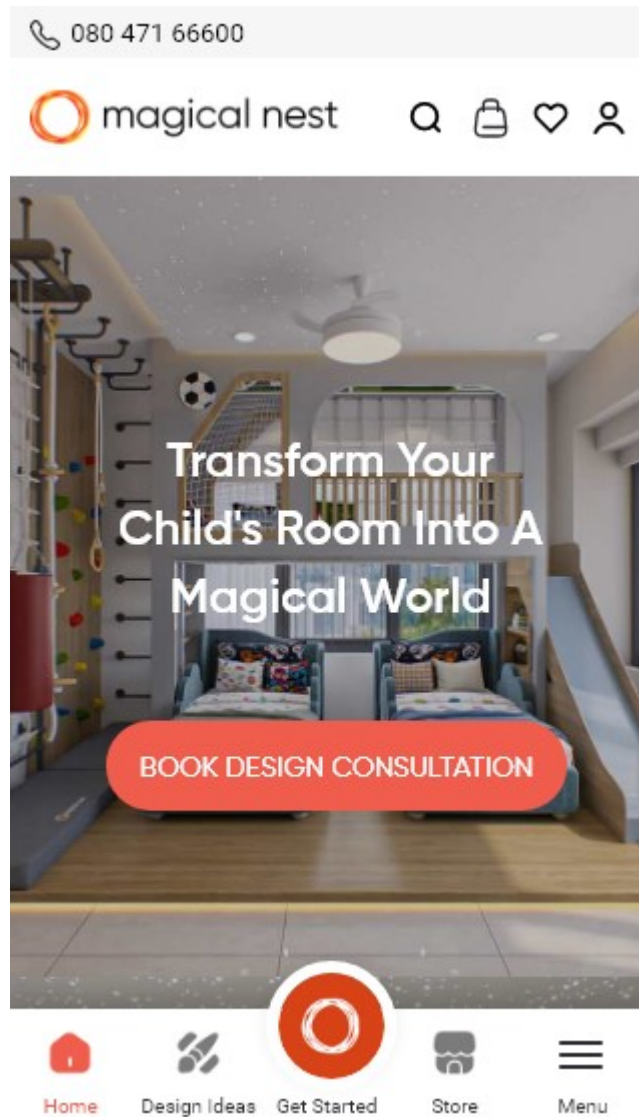 080 471 66600
magical nest
Transform Your
Child's Room Into A
Magical World
BOOK DESIGN CONSULTATION
Home Design Ideas Get Started Store Menu